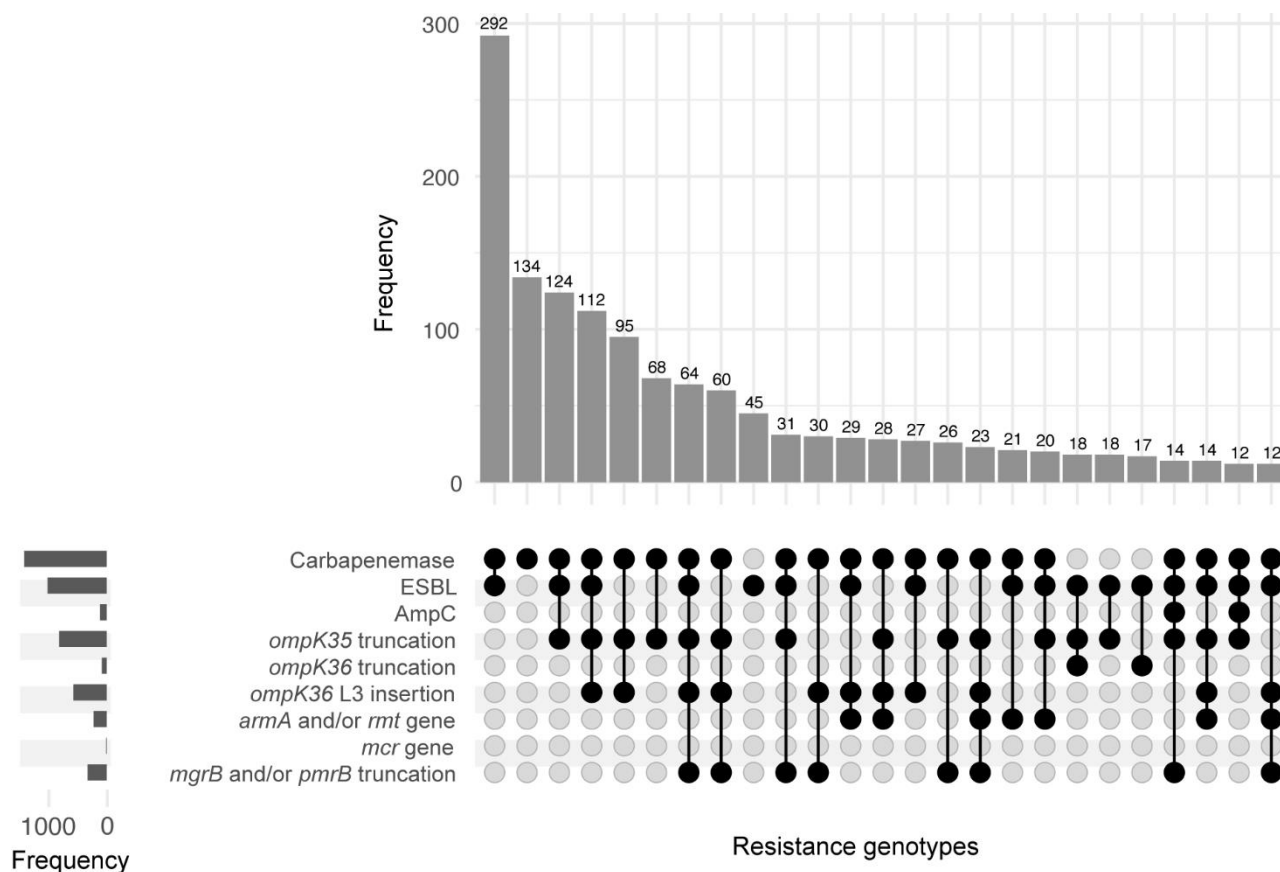 300
292
200
134
124
112
100
95
68
64
60
45
31
30
29
28
27
26
23
21
20
18
18
17
14
14
12
12
0
Frequency
Carbapenemase
ESBL
AmpC
ompK35 truncation
ompK36 truncation
ompK36 L3 insertion
armA and/or rmt gene
mcr gene
mgrB and/or pmrB truncation
1000 0
Frequency
Resistance genotypes